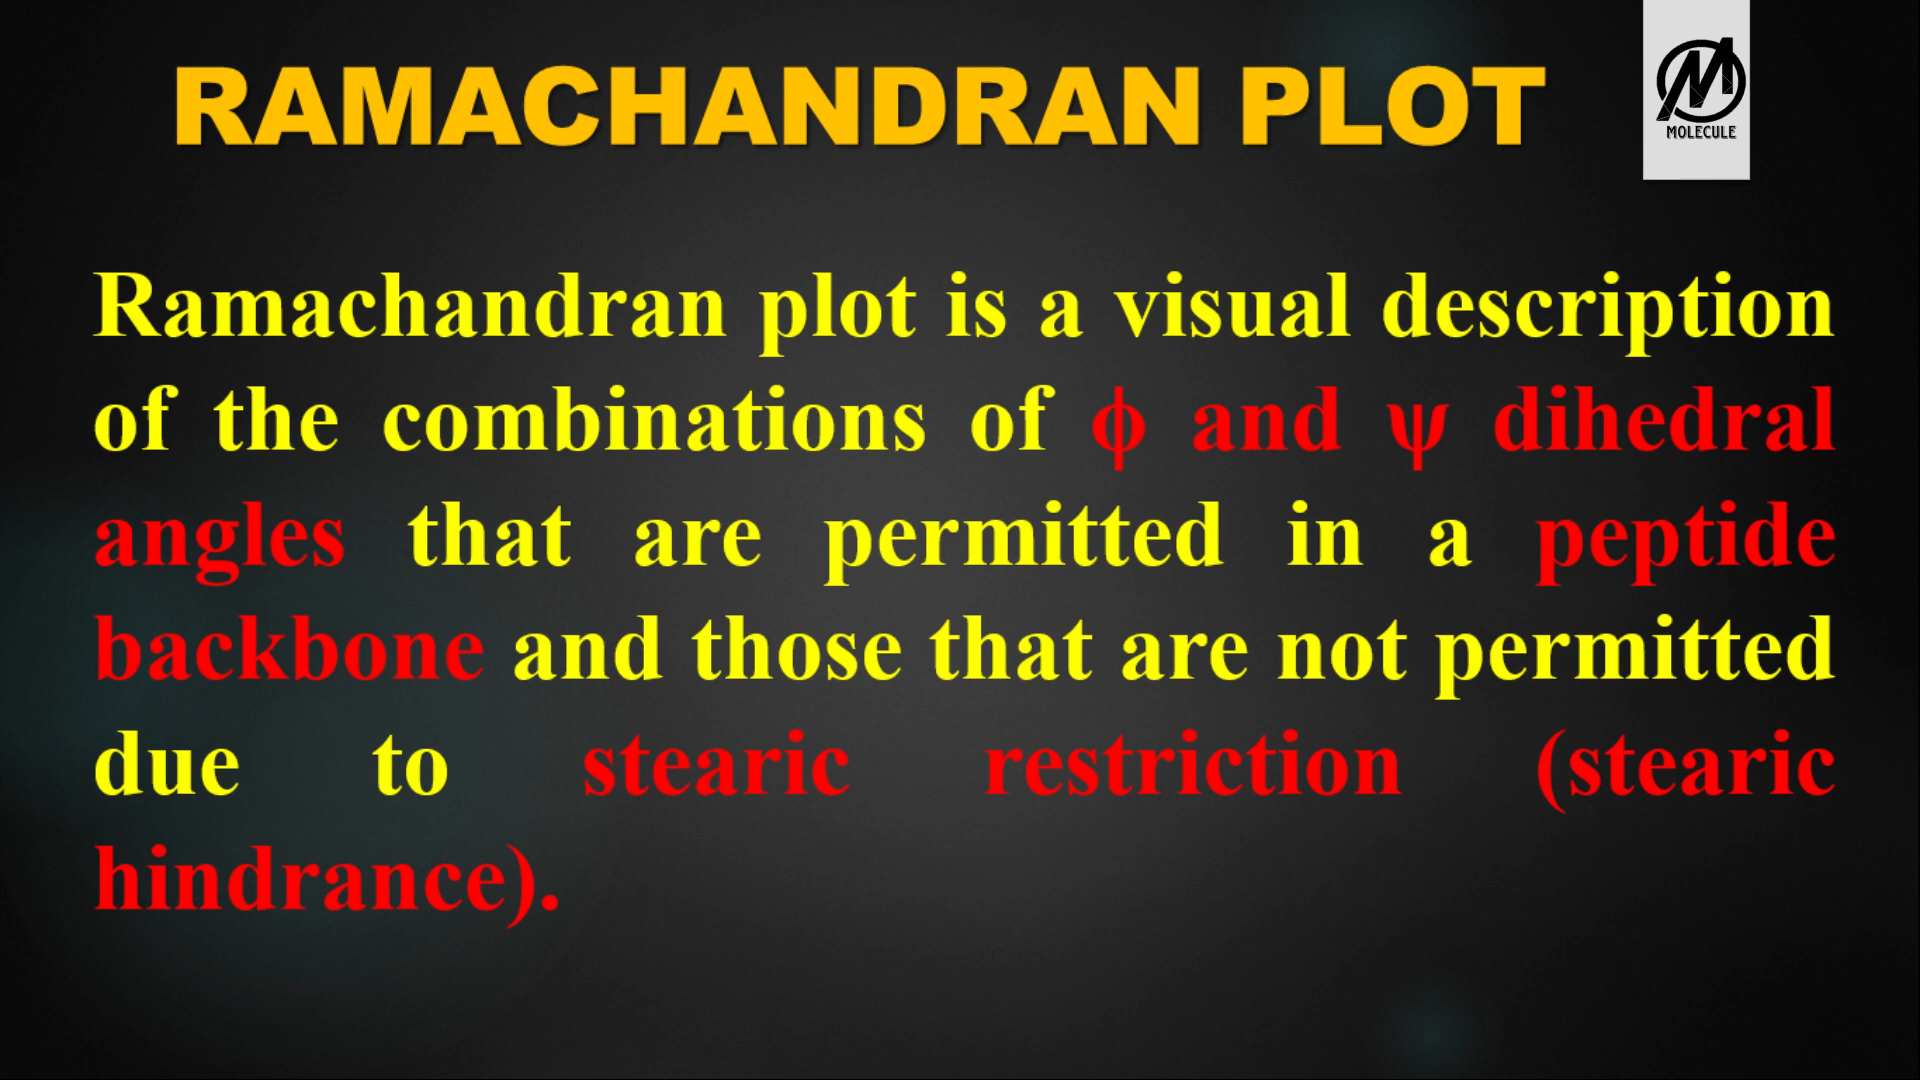 RAMACHANDRAN PLOT
MOLECULE
Ramachandran plot is a visual description
of the combinations of ϕ and ψ dihedral
angles that are permitted in a peptide
backbone and those that are not permitted
due to stearic restriction (stearic
hindrance).